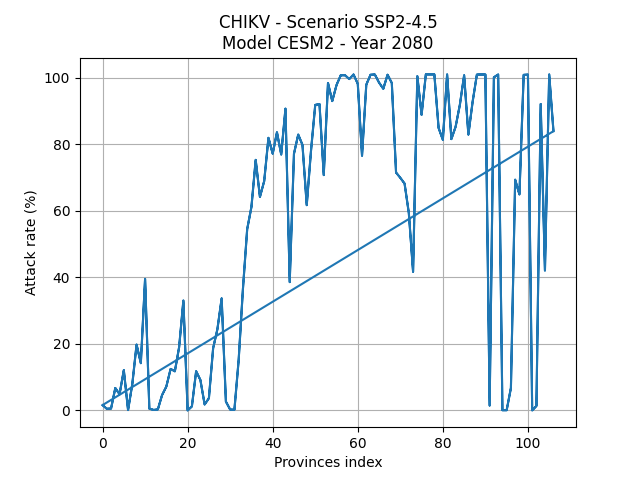 CHIKV - Scenario SSP2-4.5
Model CESM2 - Year 2080
100
80
60
40
20
0
Attack rate (%)
0 20 40 60 80 100
Provinces index